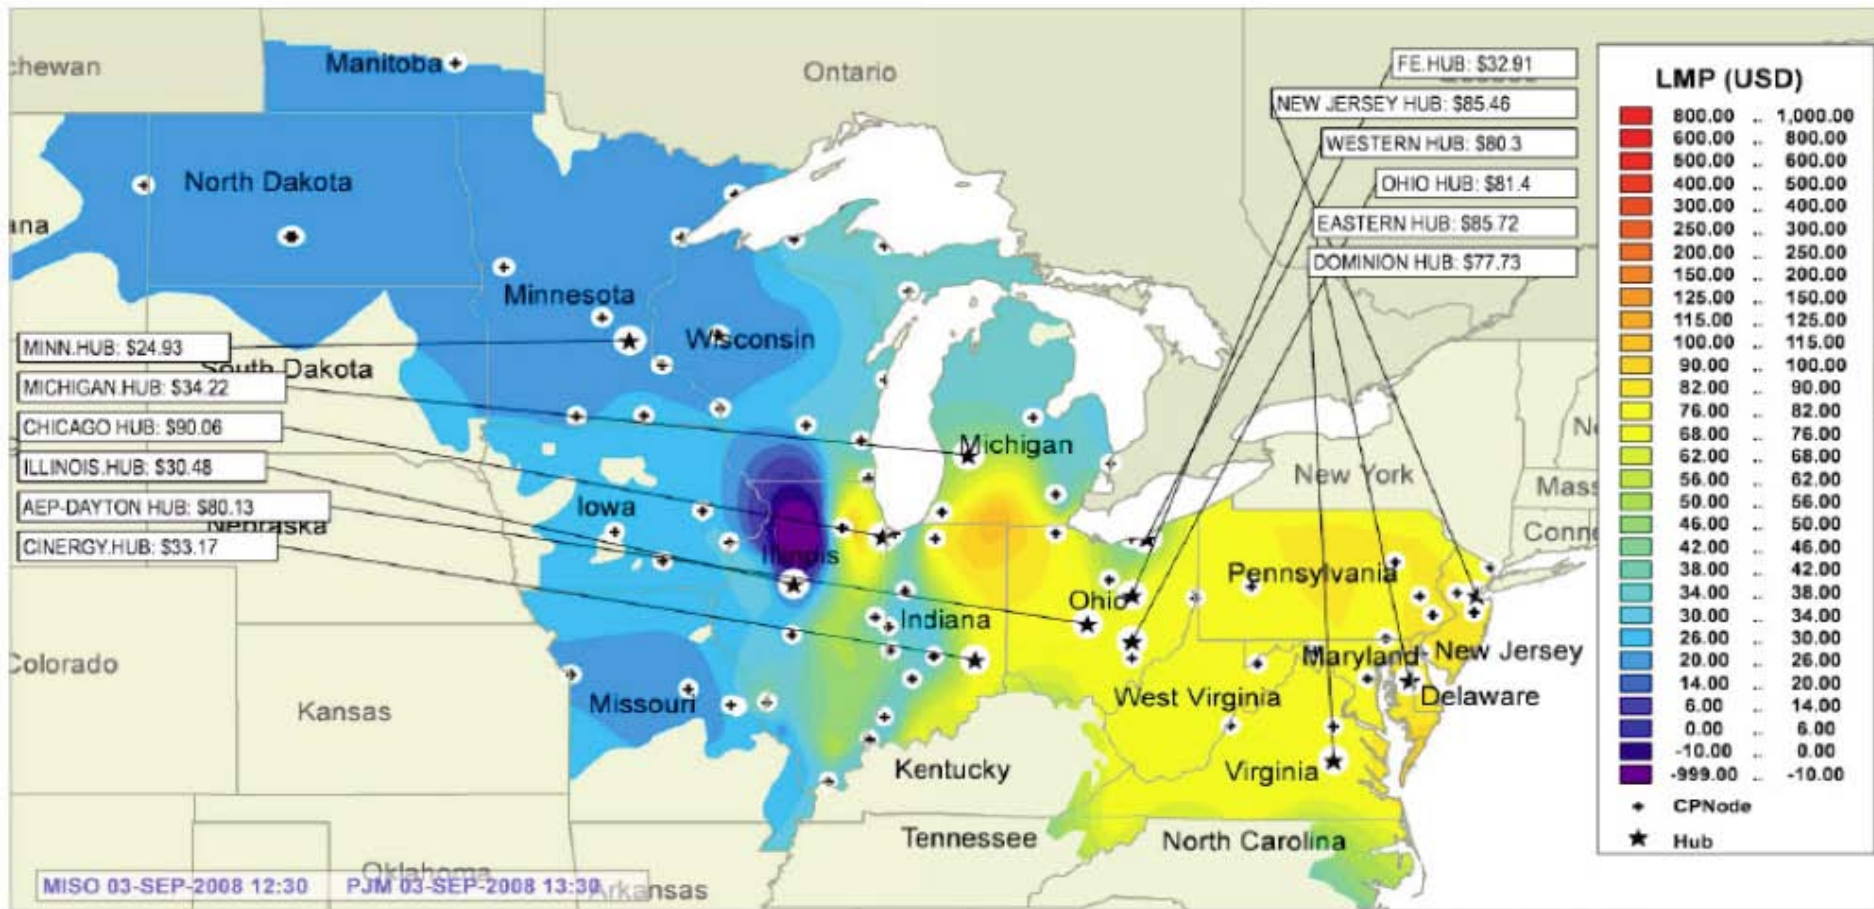 chewan
Manitoba
Ontario
North Dakota
ana
Minnesota
Wisconsin
South Dakota
Michigan
Iowa
Nebraska
Illinois
Indiana
Ohio
Pennsylvania
New York
Mass
Conne
Colorado
Kansas
Missouri
Maryland
New Jersey
West Virginia
Delaware
Kentucky
Virginia
Tennessee
North Carolina
Oklahoma
Arkansas
MINN.HUB: $24.93
MICHIGAN.HUB: $34.22
CHICAGO HUB: $90.06
ILLINOIS.HUB: $30.48
AEP-DAYTON HUB: $80.13
CINERGY.HUB: $33.17
FE.HUB: $32.91
NEW JERSEY HUB: $85.46
WESTERN HUB: $80.3
OHIO HUB: $81.4
EASTERN HUB: $85.72
DOMINION HUB: $77.73
LMP (USD)
800.00 .. 1,000.00
600.00 .. 800.00
500.00 .. 600.00
400.00 .. 500.00
300.00 .. 400.00
250.00 .. 300.00
200.00 .. 250.00
150.00 .. 200.00
125.00 .. 150.00
115.00 .. 125.00
100.00 .. 115.00
90.00 .. 100.00
82.00 .. 90.00
76.00 .. 82.00
68.00 .. 76.00
62.00 .. 68.00
56.00 .. 62.00
50.00 .. 56.00
46.00 .. 50.00
42.00 .. 46.00
38.00 .. 42.00
34.00 .. 38.00
30.00 .. 34.00
26.00 .. 30.00
20.00 .. 26.00
14.00 .. 20.00
6.00 .. 14.00
0.00 .. 6.00
-10.00 .. 0.00
-999.00 .. -10.00
CPNode
Hub
MISO 03-SEP-2008 12:30 PJM 03-SEP-2008 13:30